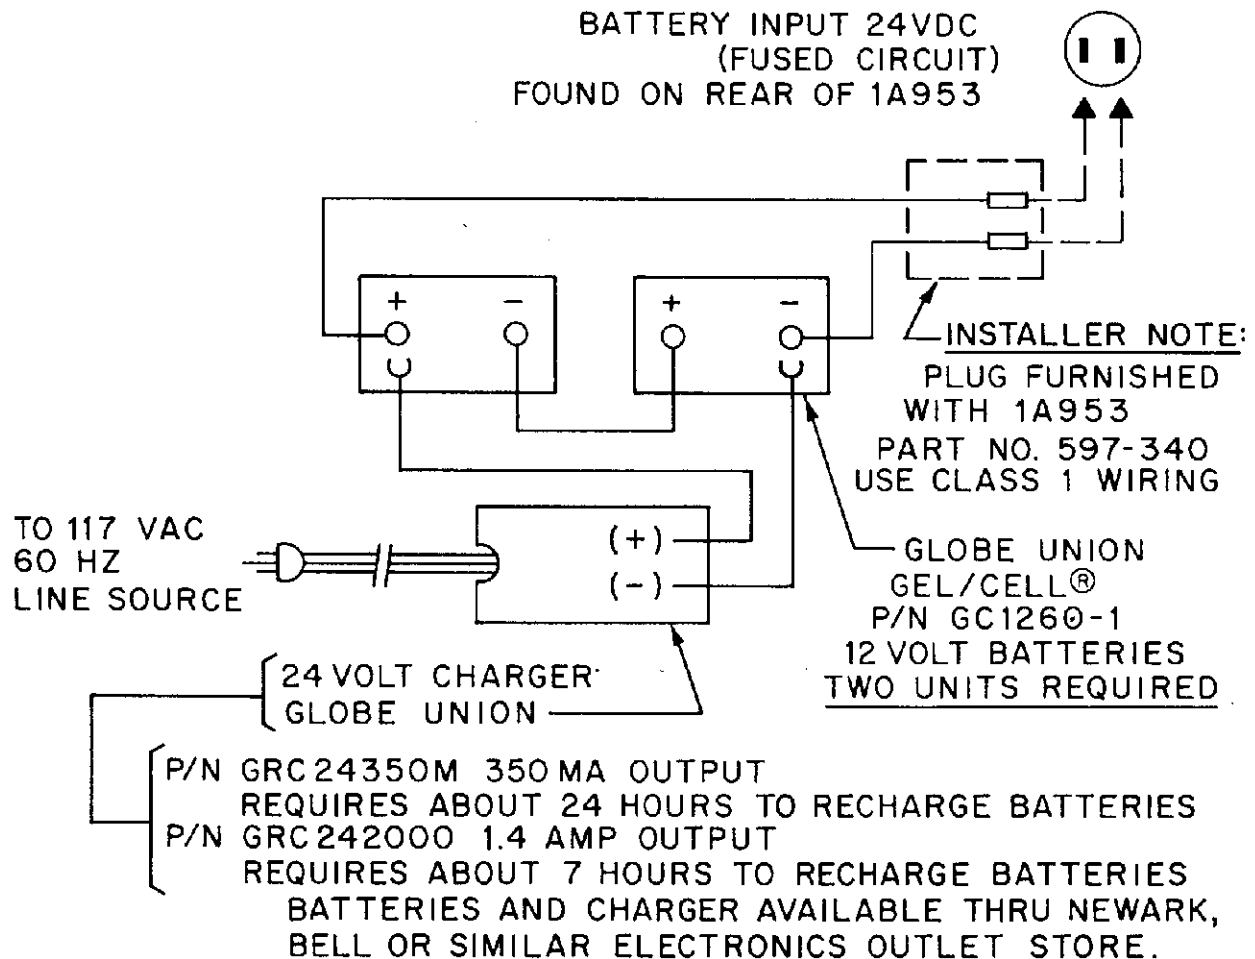 BATTERY INPUT 24VDC
(FUSED CIRCUIT)
FOUND ON REAR OF 1A953
+ -
+ -
INSTALLER NOTE:
PLUG FURNISHED
WITH 1A953
PART NO. 597-340
USE CLASS 1 WIRING
TO 117 VAC
60 HZ
LINE SOURCE
(+)
(-)
GLOBE UNION
GEL/CELL®
P/N GC1260-1
12 VOLT BATTERIES
TWO UNITS REQUIRED
24 VOLT CHARGER
GLOBE UNION
P/N GRC24350M 350 MA OUTPUT
REQUIRES ABOUT 24 HOURS TO RECHARGE BATTERIES
P/N GRC242000 1.4 AMP OUTPUT
REQUIRES ABOUT 7 HOURS TO RECHARGE BATTERIES
BATTERIES AND CHARGER AVAILABLE THRU NEWARK,
BELL OR SIMILAR ELECTRONICS OUTLET STORE.